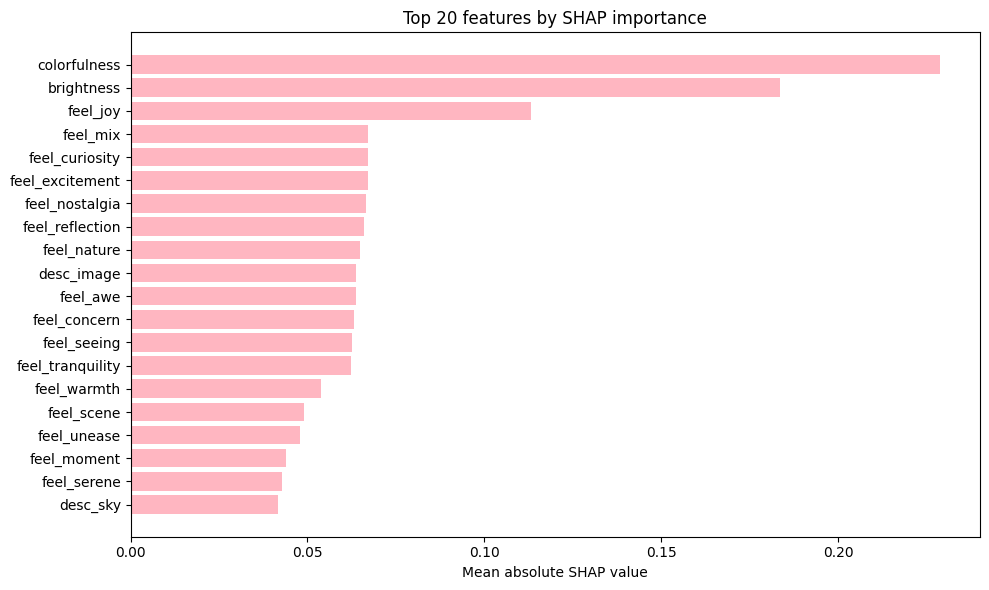 Top 20 features by SHAP importance
colorfulness
brightness
feel_joy
feel_mix
feel_curiosity
feel_excitement
feel_nostalgia
feel_reflection
feel_nature
desc_image
feel_awe
feel_concern
feel_seeing
feel_tranquility
feel_warmth
feel_scene
feel_unease
feel_moment
feel_serene
desc_sky
0.00 0.05 0.10 0.15 0.20
Mean absolute SHAP value